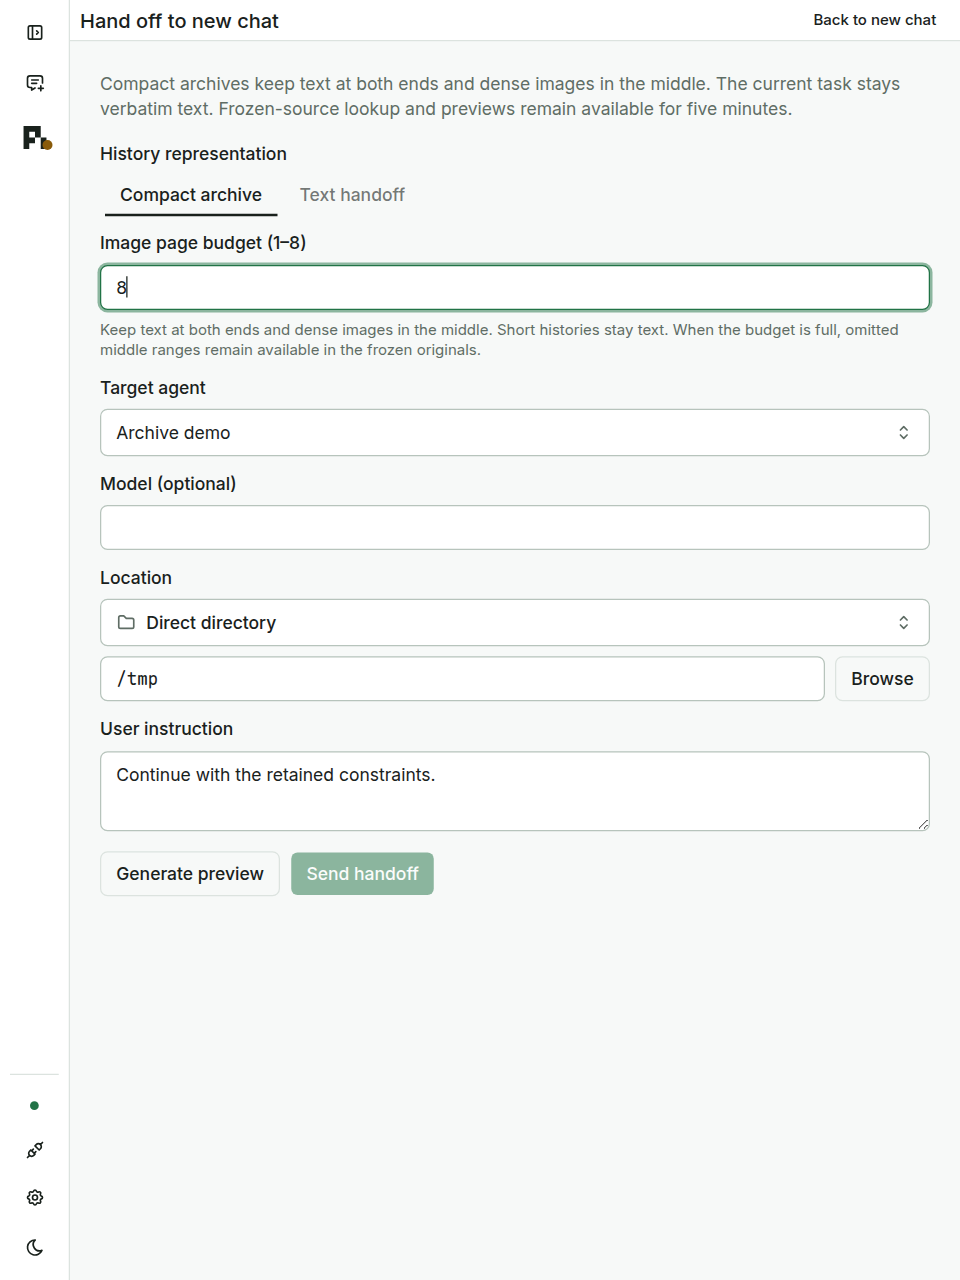 Hand off to new chat
Back to new chat
Compact archives keep text at both ends and dense images in the middle. The current task stays
verbatim text. Frozen-source lookup and previews remain available for five minutes.
History representation
Compact archive
Text handoff
Image page budget (1–8)
8
Keep text at both ends and dense images in the middle. Short histories stay text. When the budget is full, omitted
middle ranges remain available in the frozen originals.
Target agent
Archive demo
Model (optional)
Location
Direct directory
/tmp
Browse
User instruction
Continue with the retained constraints.
Generate preview
Send handoff